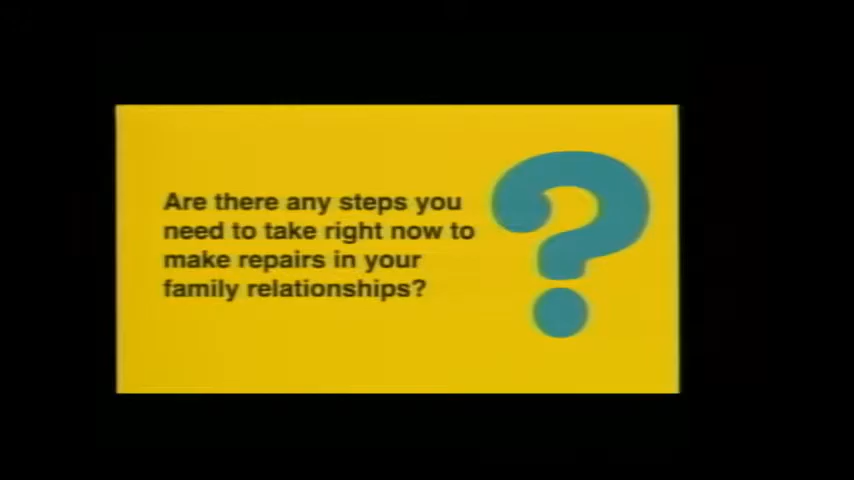 Are there any steps you
need to take right now to
make repairs in your
family relationships?
?